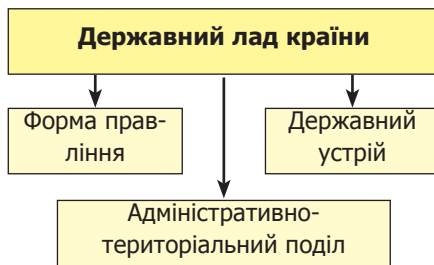 Державний лад країни
Форма прав-
ління
Державний
устрій
Адміністративно-
територіальний поділ